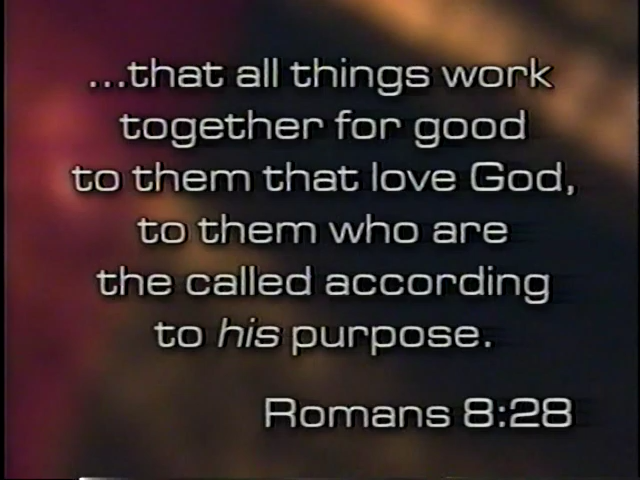 ...that all things work
together for good
to them that love God,
to them who are
the called according
to his purpose.
Romans 8:28